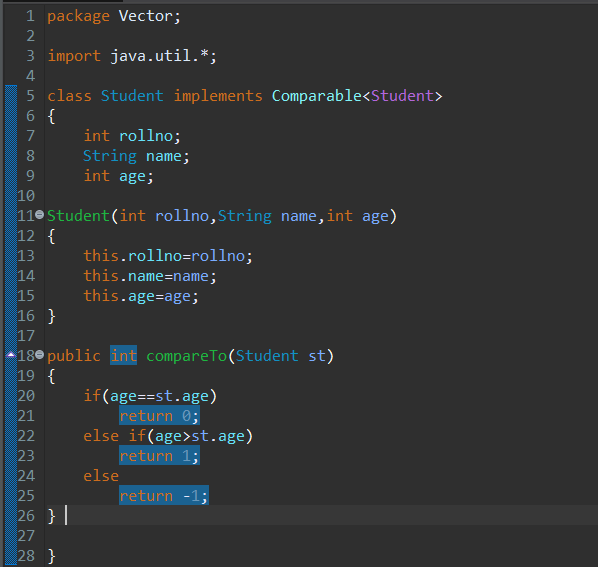 1 package Vector;
2
3 import java.util.*;
4
5 class Student implements Comparable<Student>
6 {
7     int rollno;
8     String name;
9     int age;
10
11 Student(int rollno,String name,int age)
12 {
13     this.rollno=rollno;
14     this.name=name;
15     this.age=age;
16 }
17
18 public int compareTo(Student st)
19 {
20     if(age==st.age)
21         return 0;
22     else if(age>st.age)
23         return 1;
24     else
25         return -1;
26 }
27
28 }